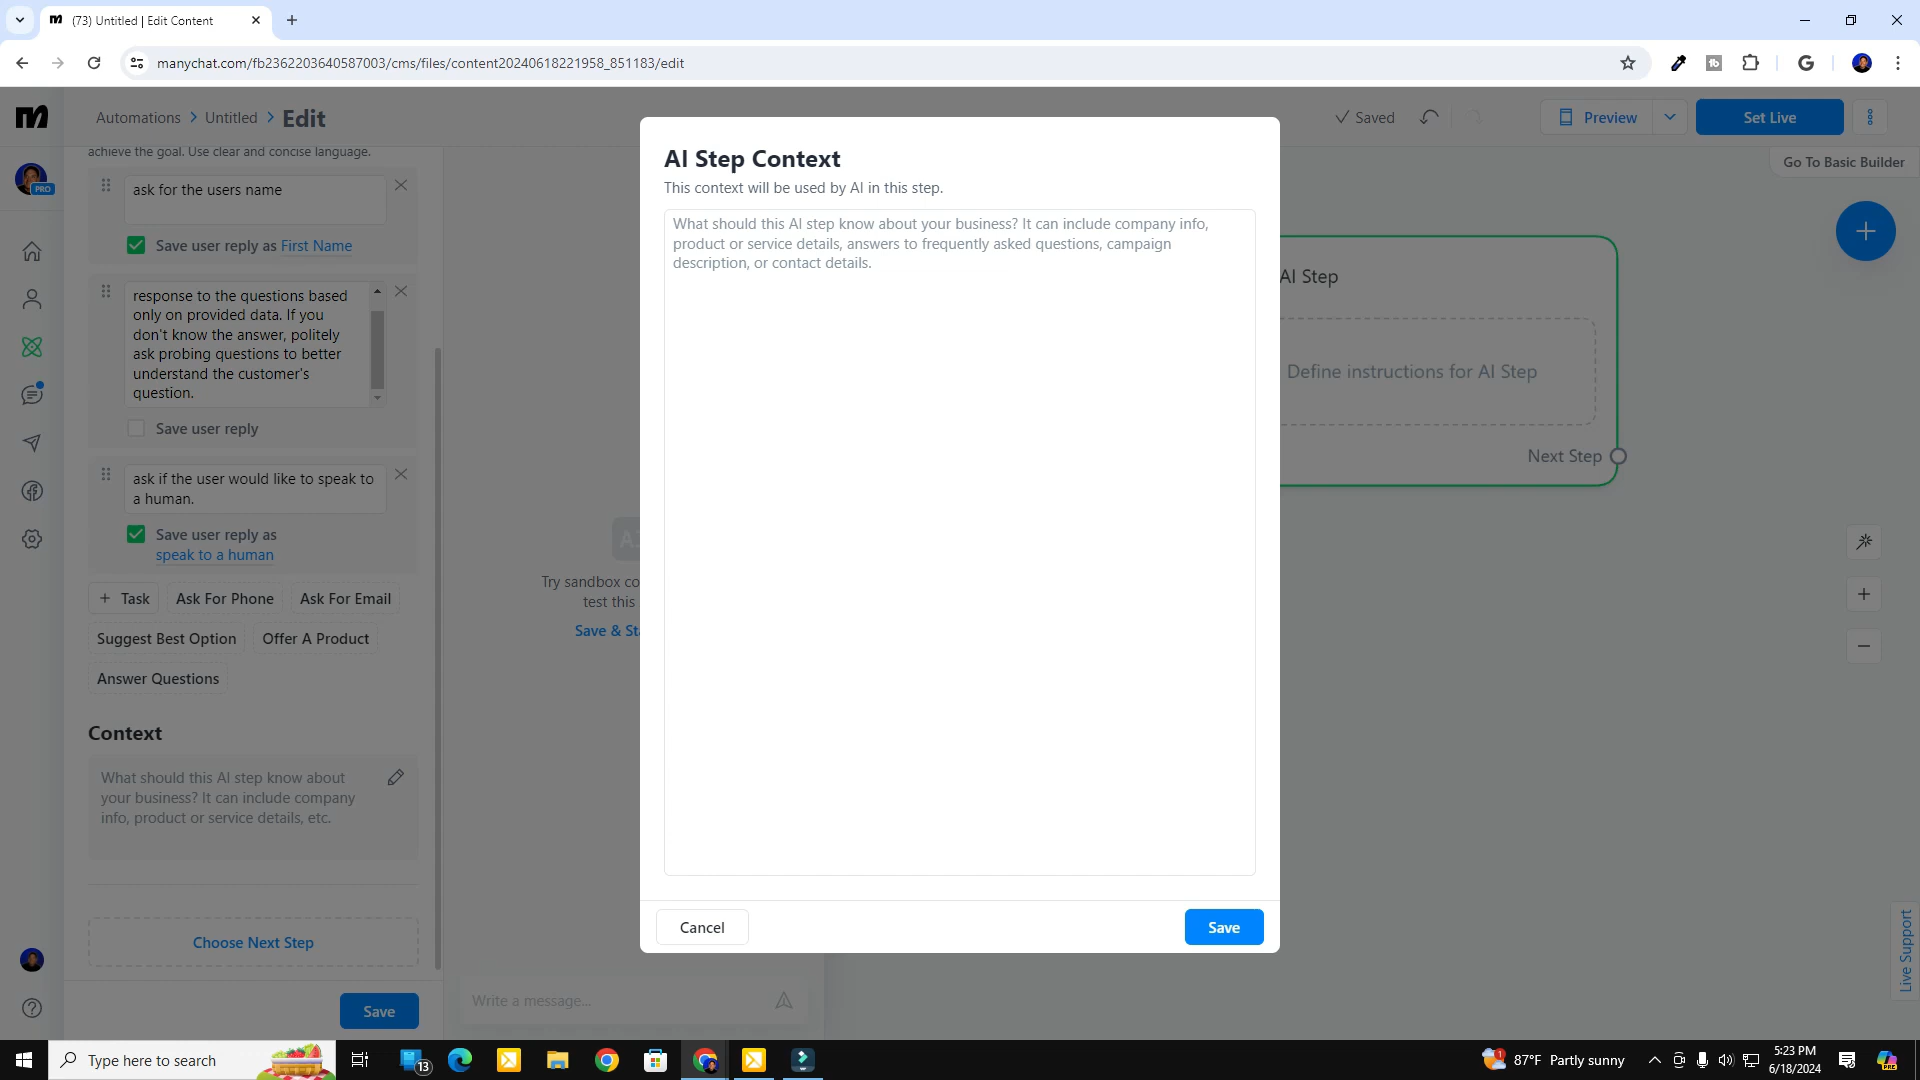 (73) Untitled | Edit Content
manychat.com/fb2362203640587003/cms/files/content20240618221958_851183/edit
Automations > Untitled > Edit
Saved
Preview
Set Live
Go To Basic Builder
PRO
achieve the goal. Use clear and concise language.
ask for the users name
Save user reply as First Name
response to the questions based
only on provided data. If you
don't know the answer, politely
ask probing questions to better
understand the customer's
question.
Save user reply
ask if the user would like to speak to
a human.
Save user reply as
speak to a human
+ Task
Ask For Phone
Ask For Email
Suggest Best Option
Offer A Product
Answer Questions
Context
What should this AI step know about
your business? It can include company
info, product or service details, etc.
Choose Next Step
Save
Try sandbox co
test this
Save & Sta
Write a message...
AI Step Context
This context will be used by AI in this step.
What should this AI step know about your business? It can include company info,
product or service details, answers to frequently asked questions, campaign
description, or contact details.
Cancel
Save
AI Step
Define instructions for AI Step
Next Step
Live Support
Type here to search
13
1
87°F Partly sunny
5:23 PM
6/18/2024